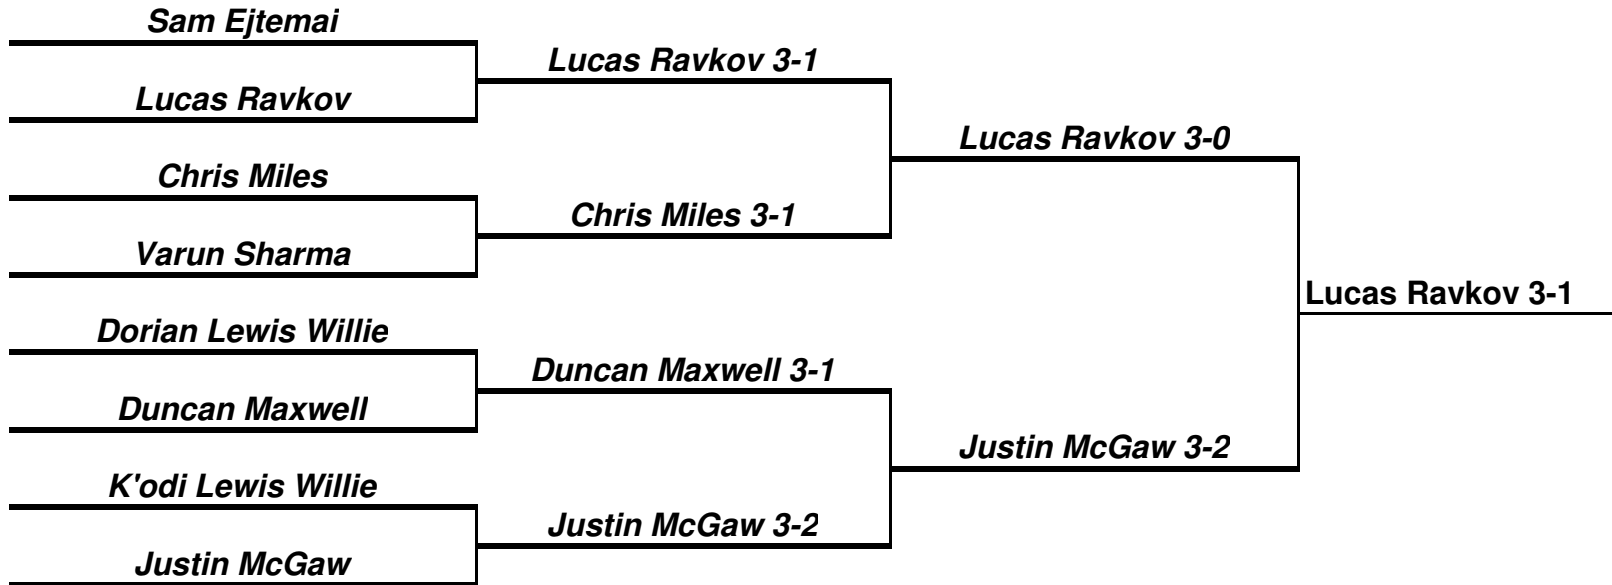 Sam Ejtemai
Lucas Ravkov 3-1
Lucas Ravkov
Lucas Ravkov 3-0
Chris Miles
Chris Miles 3-1
Varun Sharma
Lucas Ravkov 3-1
Dorian Lewis Willie
Duncan Maxwell 3-1
Duncan Maxwell
Justin McGaw 3-2
K'odi Lewis Willie
Justin McGaw 3-2
Justin McGaw